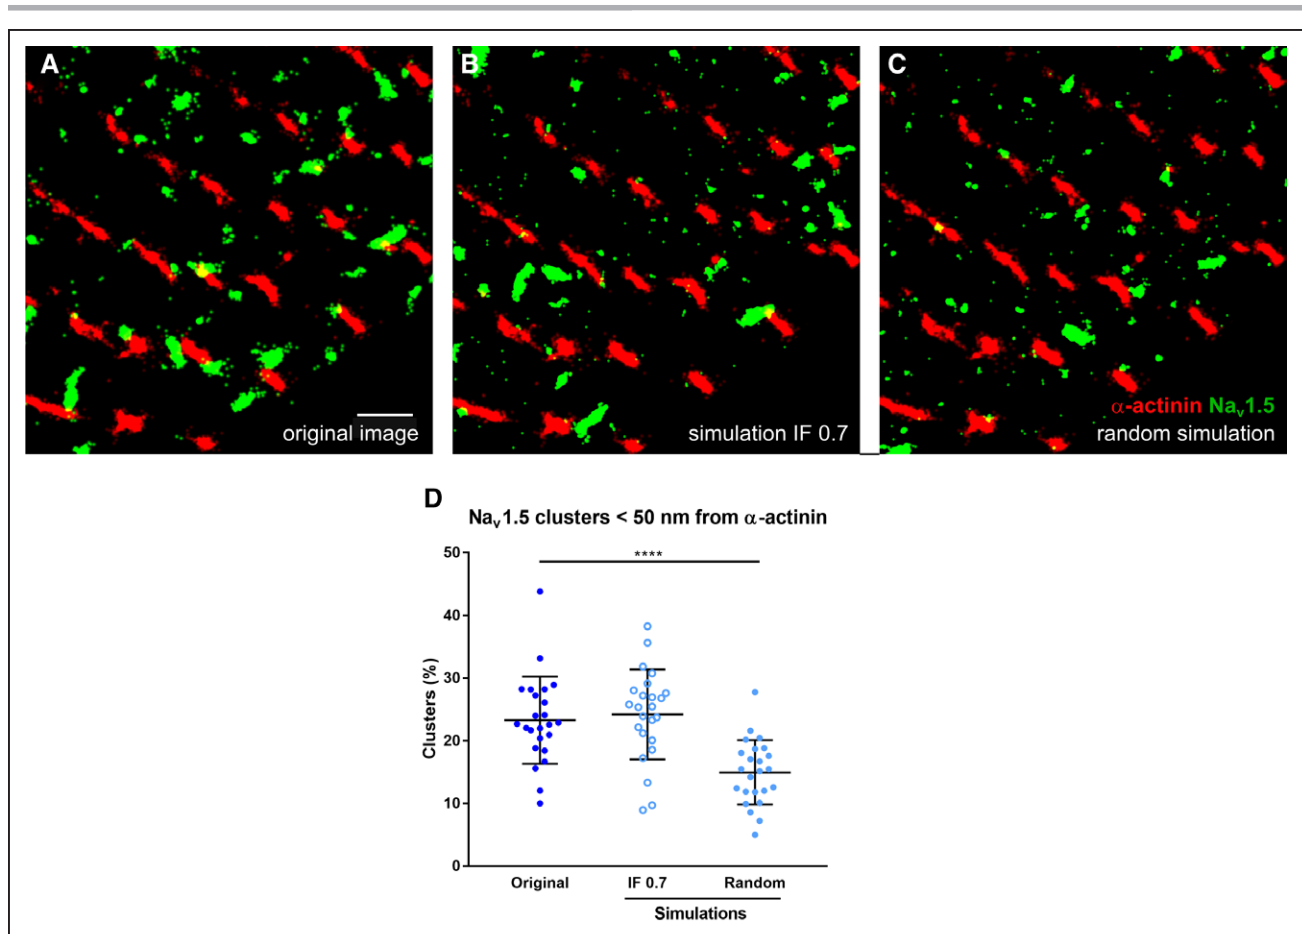 A
B
C
original image
simulation IF 0.7
α-actinin Nav1.5
random simulation
D
Nav1.5 clusters < 50 nm from α-actinin
****
Clusters (%)
50
40
30
20
10
0
Original
IF 0.7
Random
Simulations